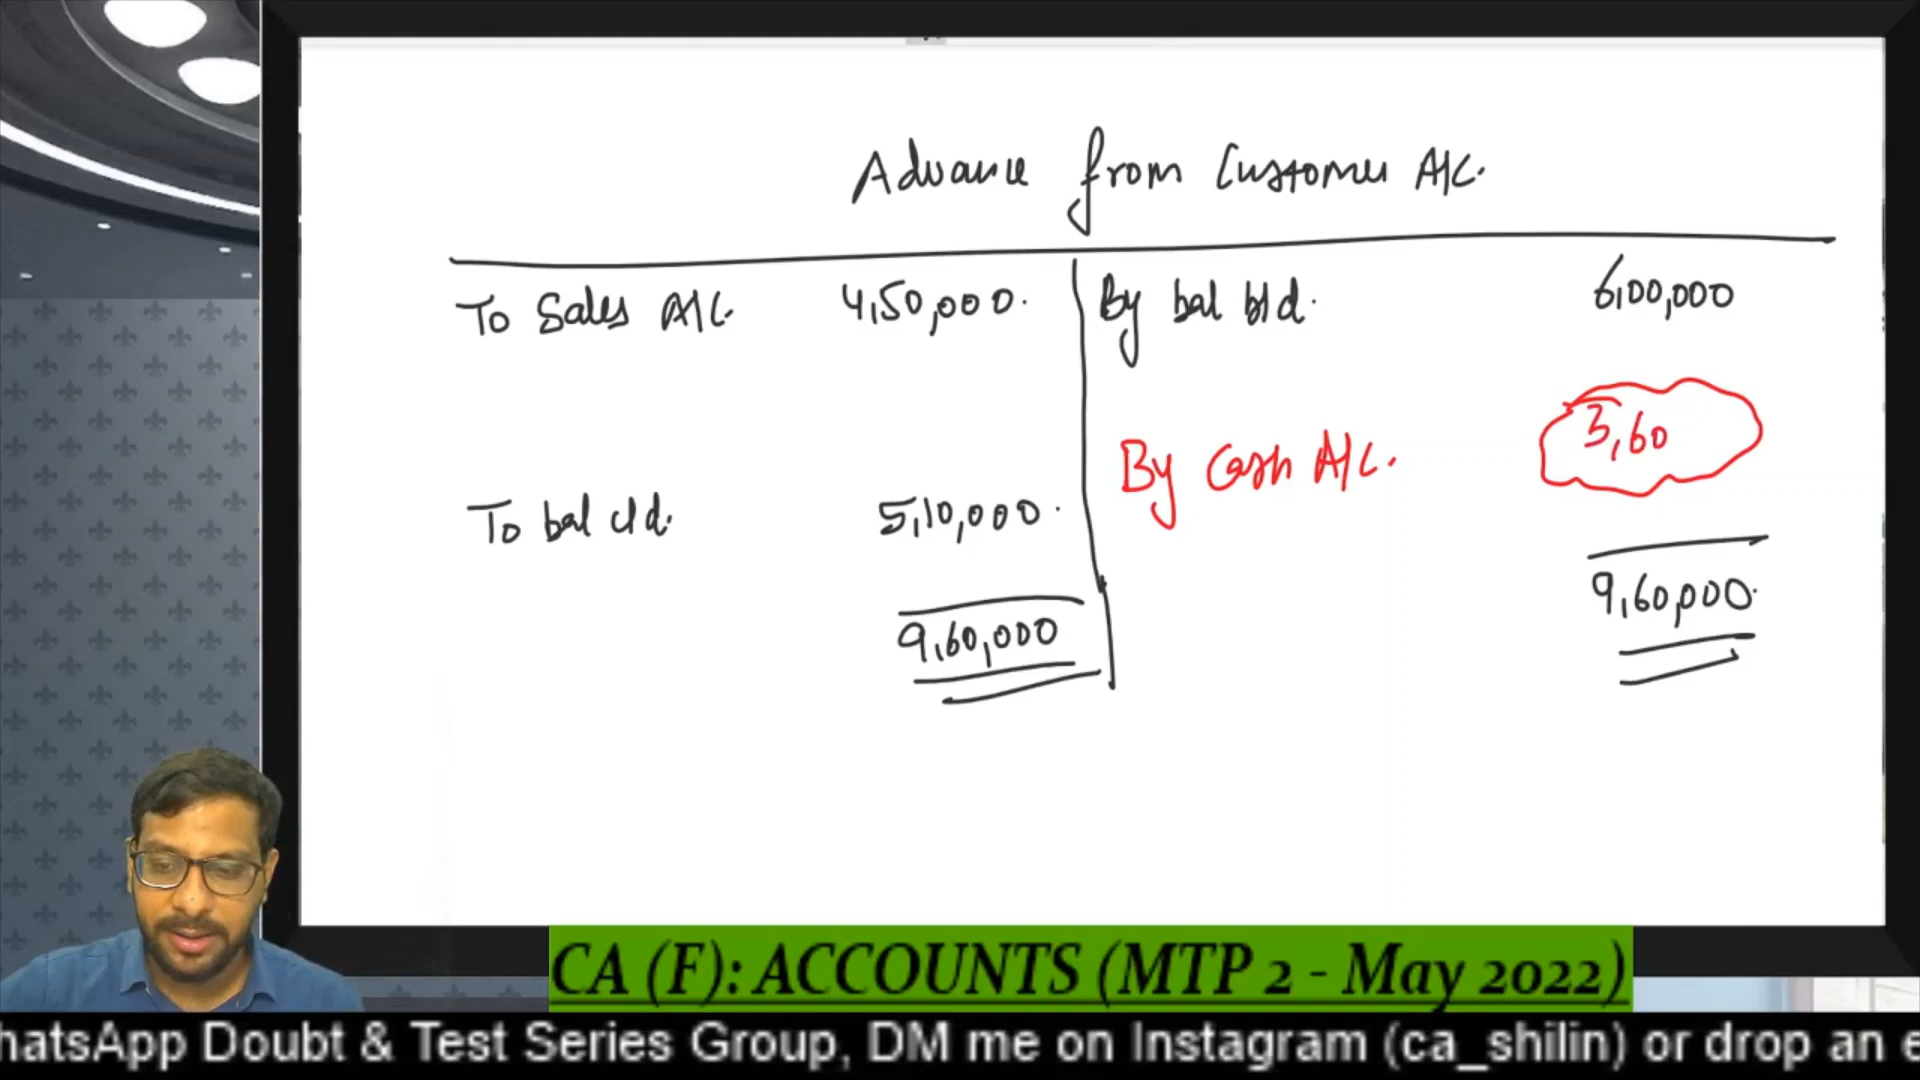 Advance from Customer A/c.
To Sales A/c. 4,50,000. By bal b/d. 6,00,000
By Cash A/c. 3,60
To bal c/d. 5,10,000.
9,60,000 9,60,000.
CA (F): ACCOUNTS (MTP 2 - May 2022)
hatsApp Doubt & Test Series Group, DM me on Instagram (ca_shilin) or drop an e